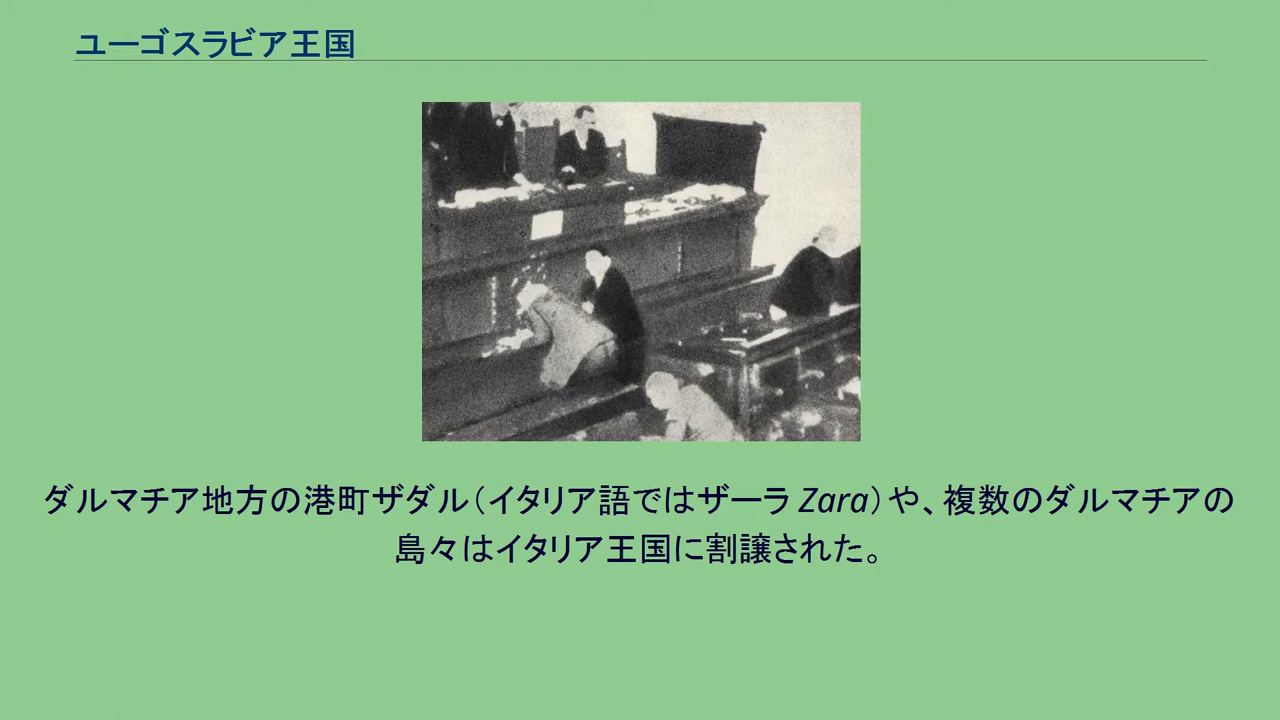 ユーゴスラビア王国
ダルマチア地方の港町ザダル（イタリア語ではザーラ Zara）や、複数のダルマチアの
島々はイタリア王国に割譲された。